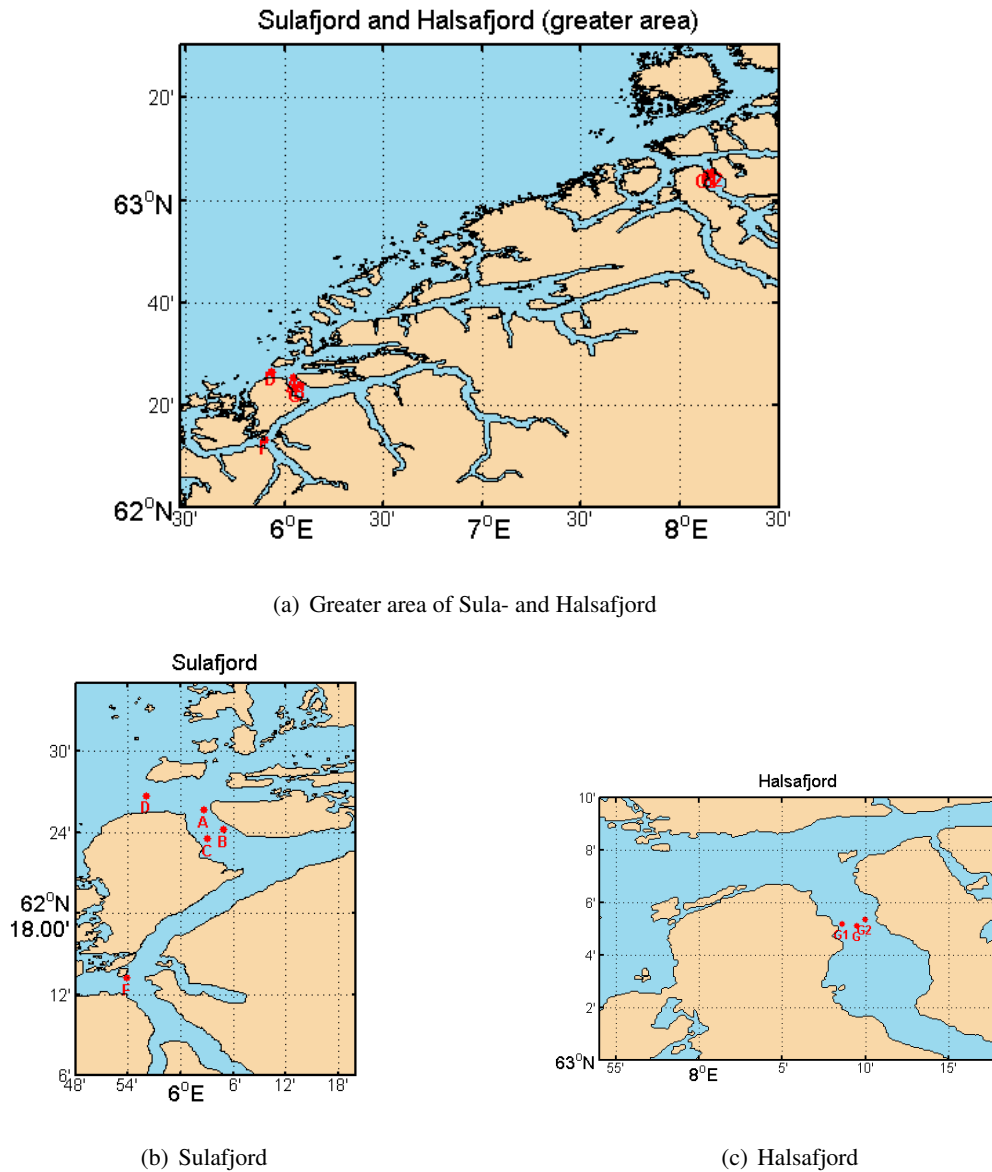 Sulafjord and Halsafjord (greater area)
20'
63°N
40'
20'
62°N
30' 6°E 30' 7°E 30' 8°E 30'
D
F
(a) Greater area of Sula- and Halsafjord
Sulafjord
30'
24'
62°N
18.00'
12'
6'
48' 54' 6°E 6' 12' 18'
D
A
B
C
F
(b) Sulafjord
Halsafjord
10'
8'
6'
4'
2'
63°N
55' 8°E 5' 10' 15'
G1 G G2
(c) Halsafjord